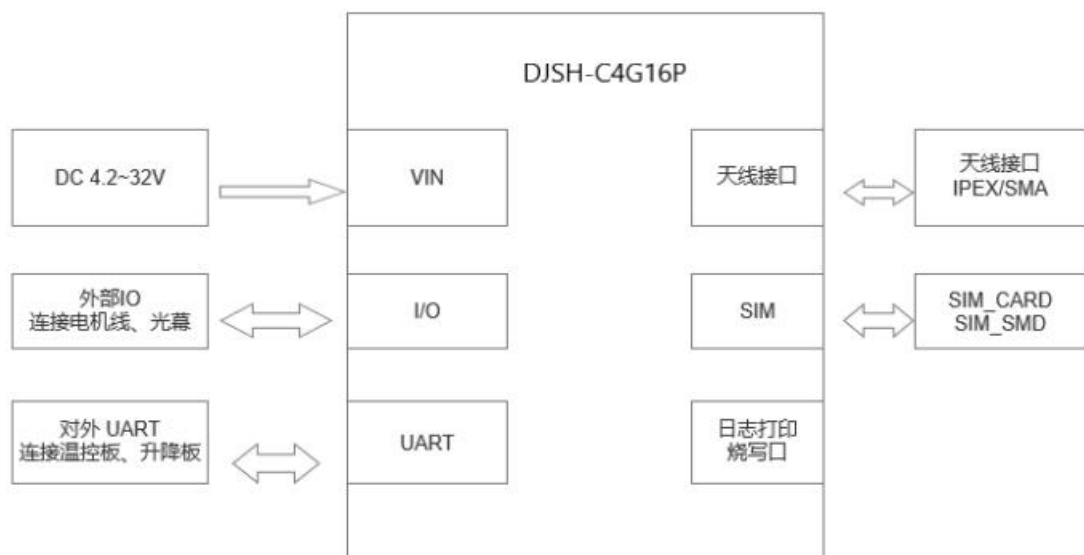 DJSH-C4G16P
DC 4.2~32V
VIN
天线接口
天线接口
IPEX/SMA
外部IO
连接电机线、光幕
I/O
SIM
SIM_CARD
SIM_SMD
对外 UART
连接温控板、升降板
UART
日志打印
烧写口